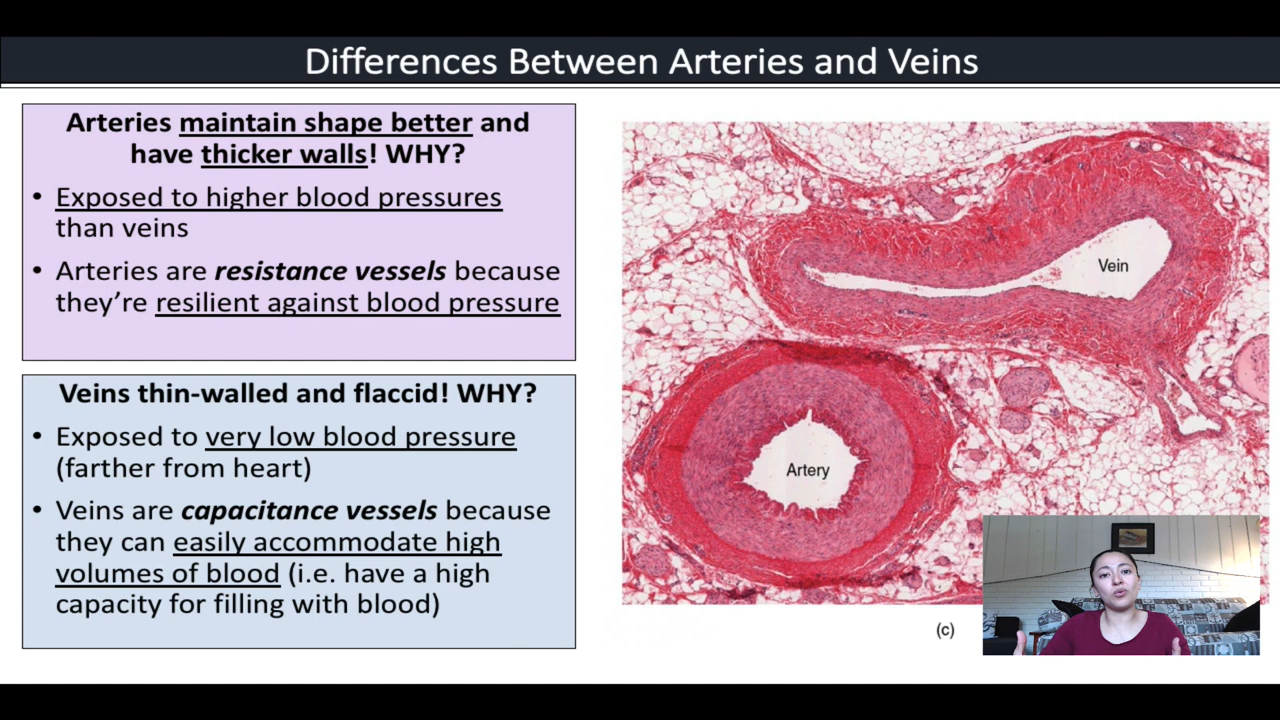 Differences Between Arteries and Veins
Arteries maintain shape better and
have thicker walls! WHY?
• Exposed to higher blood pressures
than veins
• Arteries are resistance vessels because
they’re resilient against blood pressure
Veins thin-walled and flaccid! WHY?
• Exposed to very low blood pressure
(farther from heart)
• Veins are capacitance vessels because
they can easily accommodate high
volumes of blood (i.e. have a high
capacity for filling with blood)
Vein
Artery
(c)